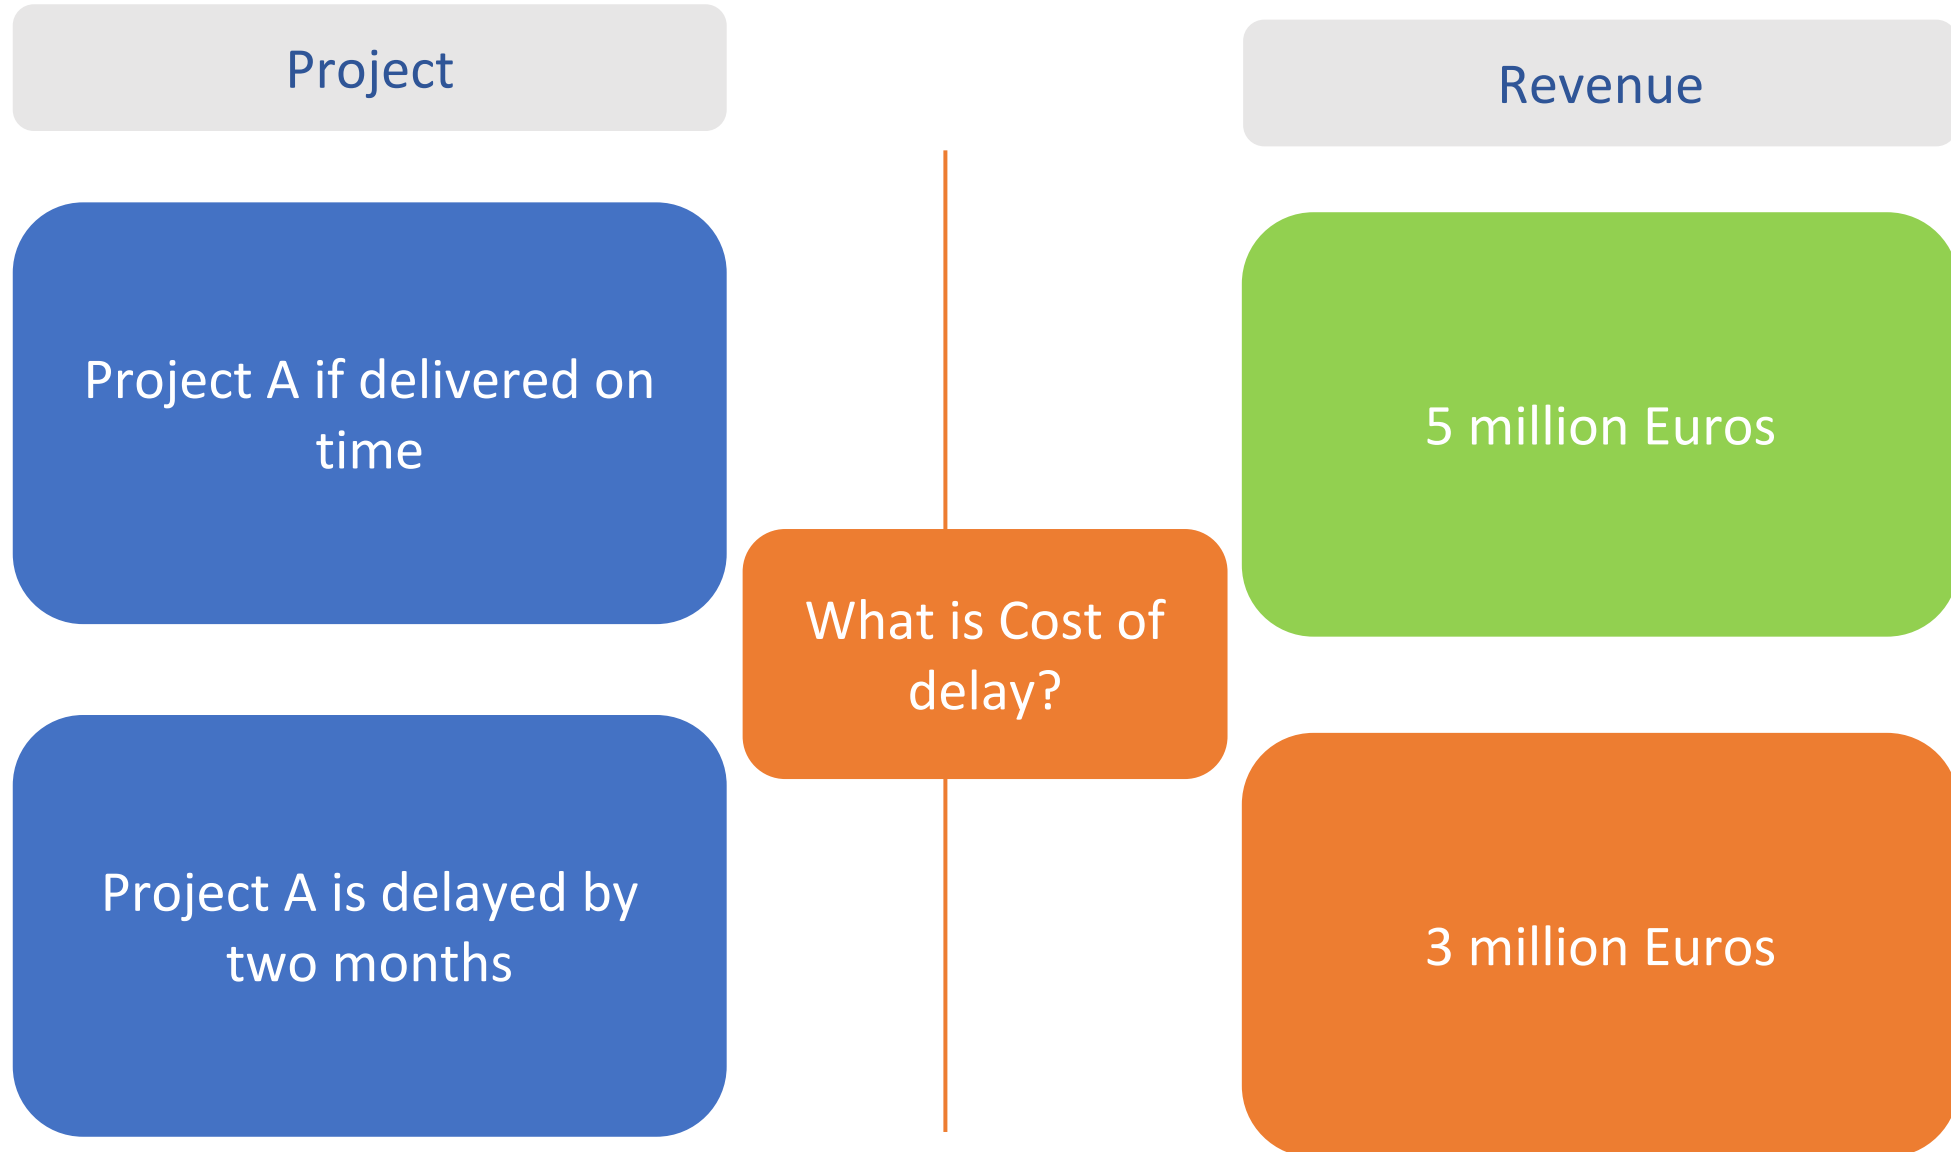 Project
Revenue
Project A if delivered on
time
5 million Euros
What is Cost of
delay?
Project A is delayed by
two months
3 million Euros